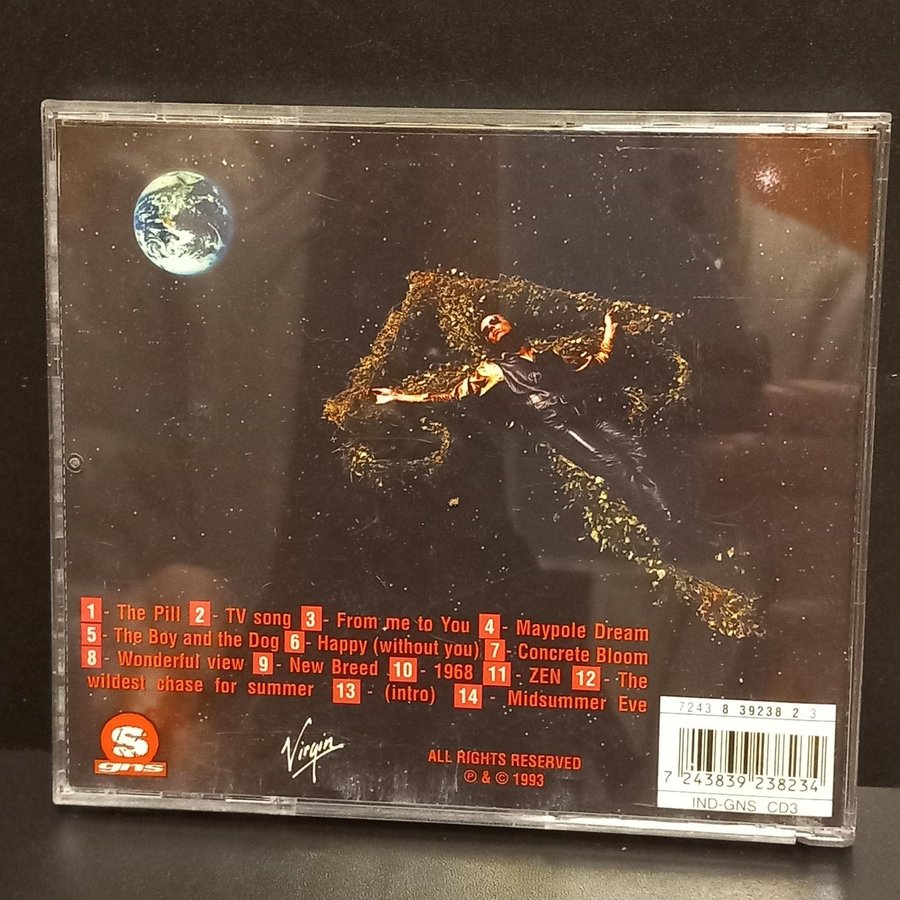 1 - The Pill 2 - TV song 3 - From me to You 4 - Maypole Dream
5 - The Boy and the Dog 6 - Happy (without you) 7 - Concrete Bloom
8 - Wonderful view 9 - New Breed 10 - 1968 11 - ZEN 12 - The
wildest chase for summer 13 - (intro) 14 - Midsummer Eve
S
gns
Virgin
ALL RIGHTS RESERVED
℗ & © 1993
7243 8 39238 2 3
7 243839 238234
IND-GNS CD3